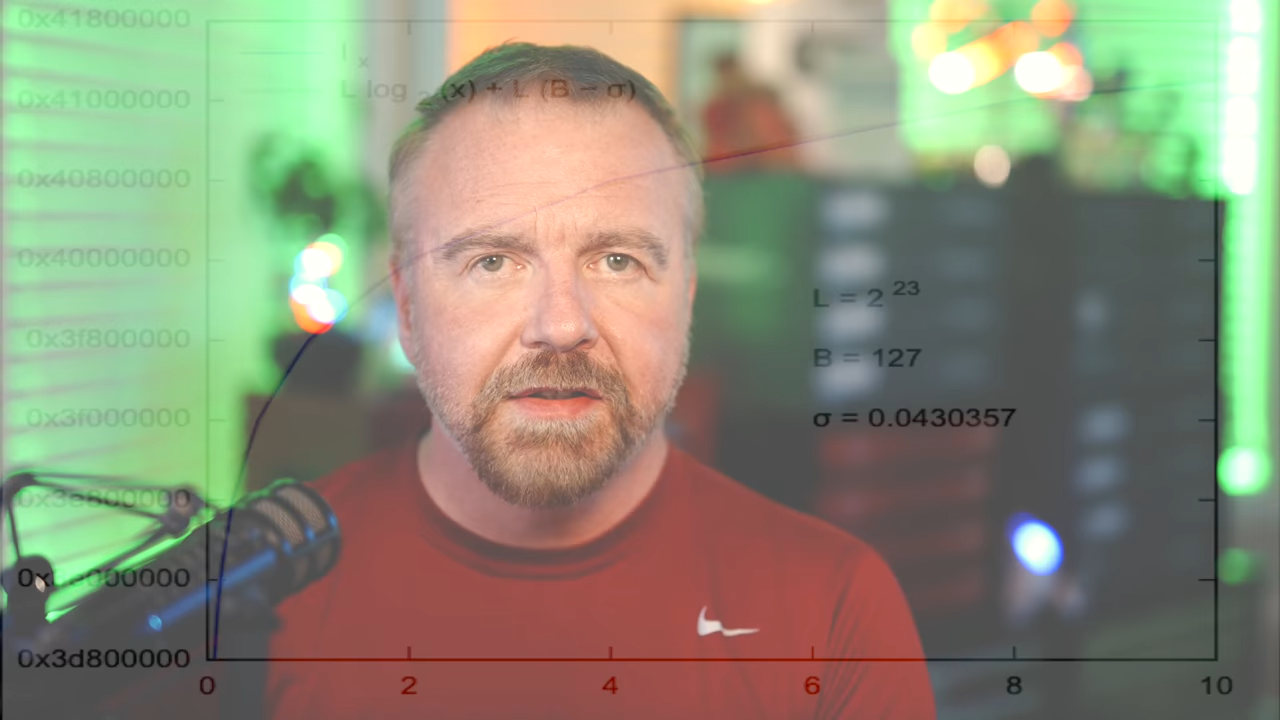 0x41800000
I
x
L log (x) + L (B − σ)
0x41000000
0x40800000
0x40000000
L = 2 23
0x3f800000
B = 127
0x3f000000
σ = 0.0430357
0x3e800000
0x3e000000
0x3d800000
0 2 4 6 8 10